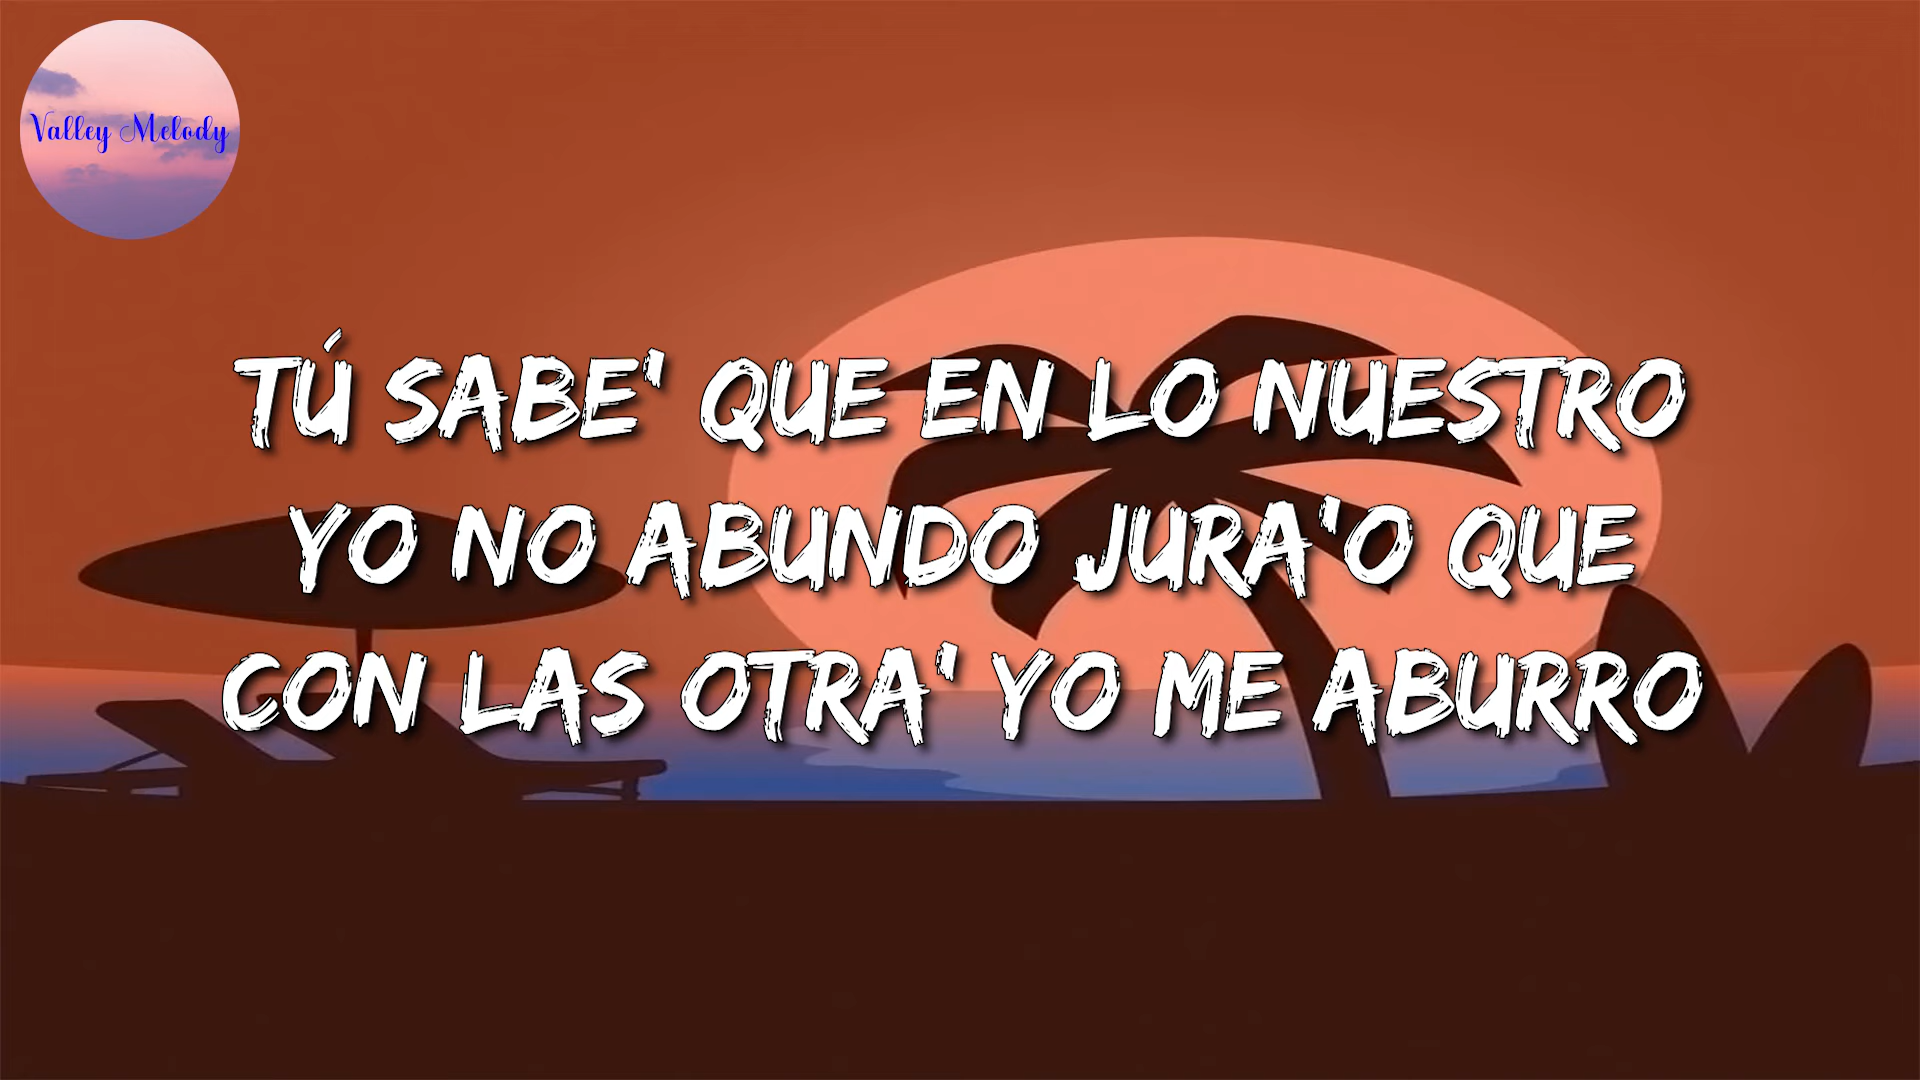 Valley Melody
TÚ SABE' QUE EN LO NUESTRO
YO NO ABUNDO JURA'O QUE
CON LAS OTRA' YO ME ABURRO